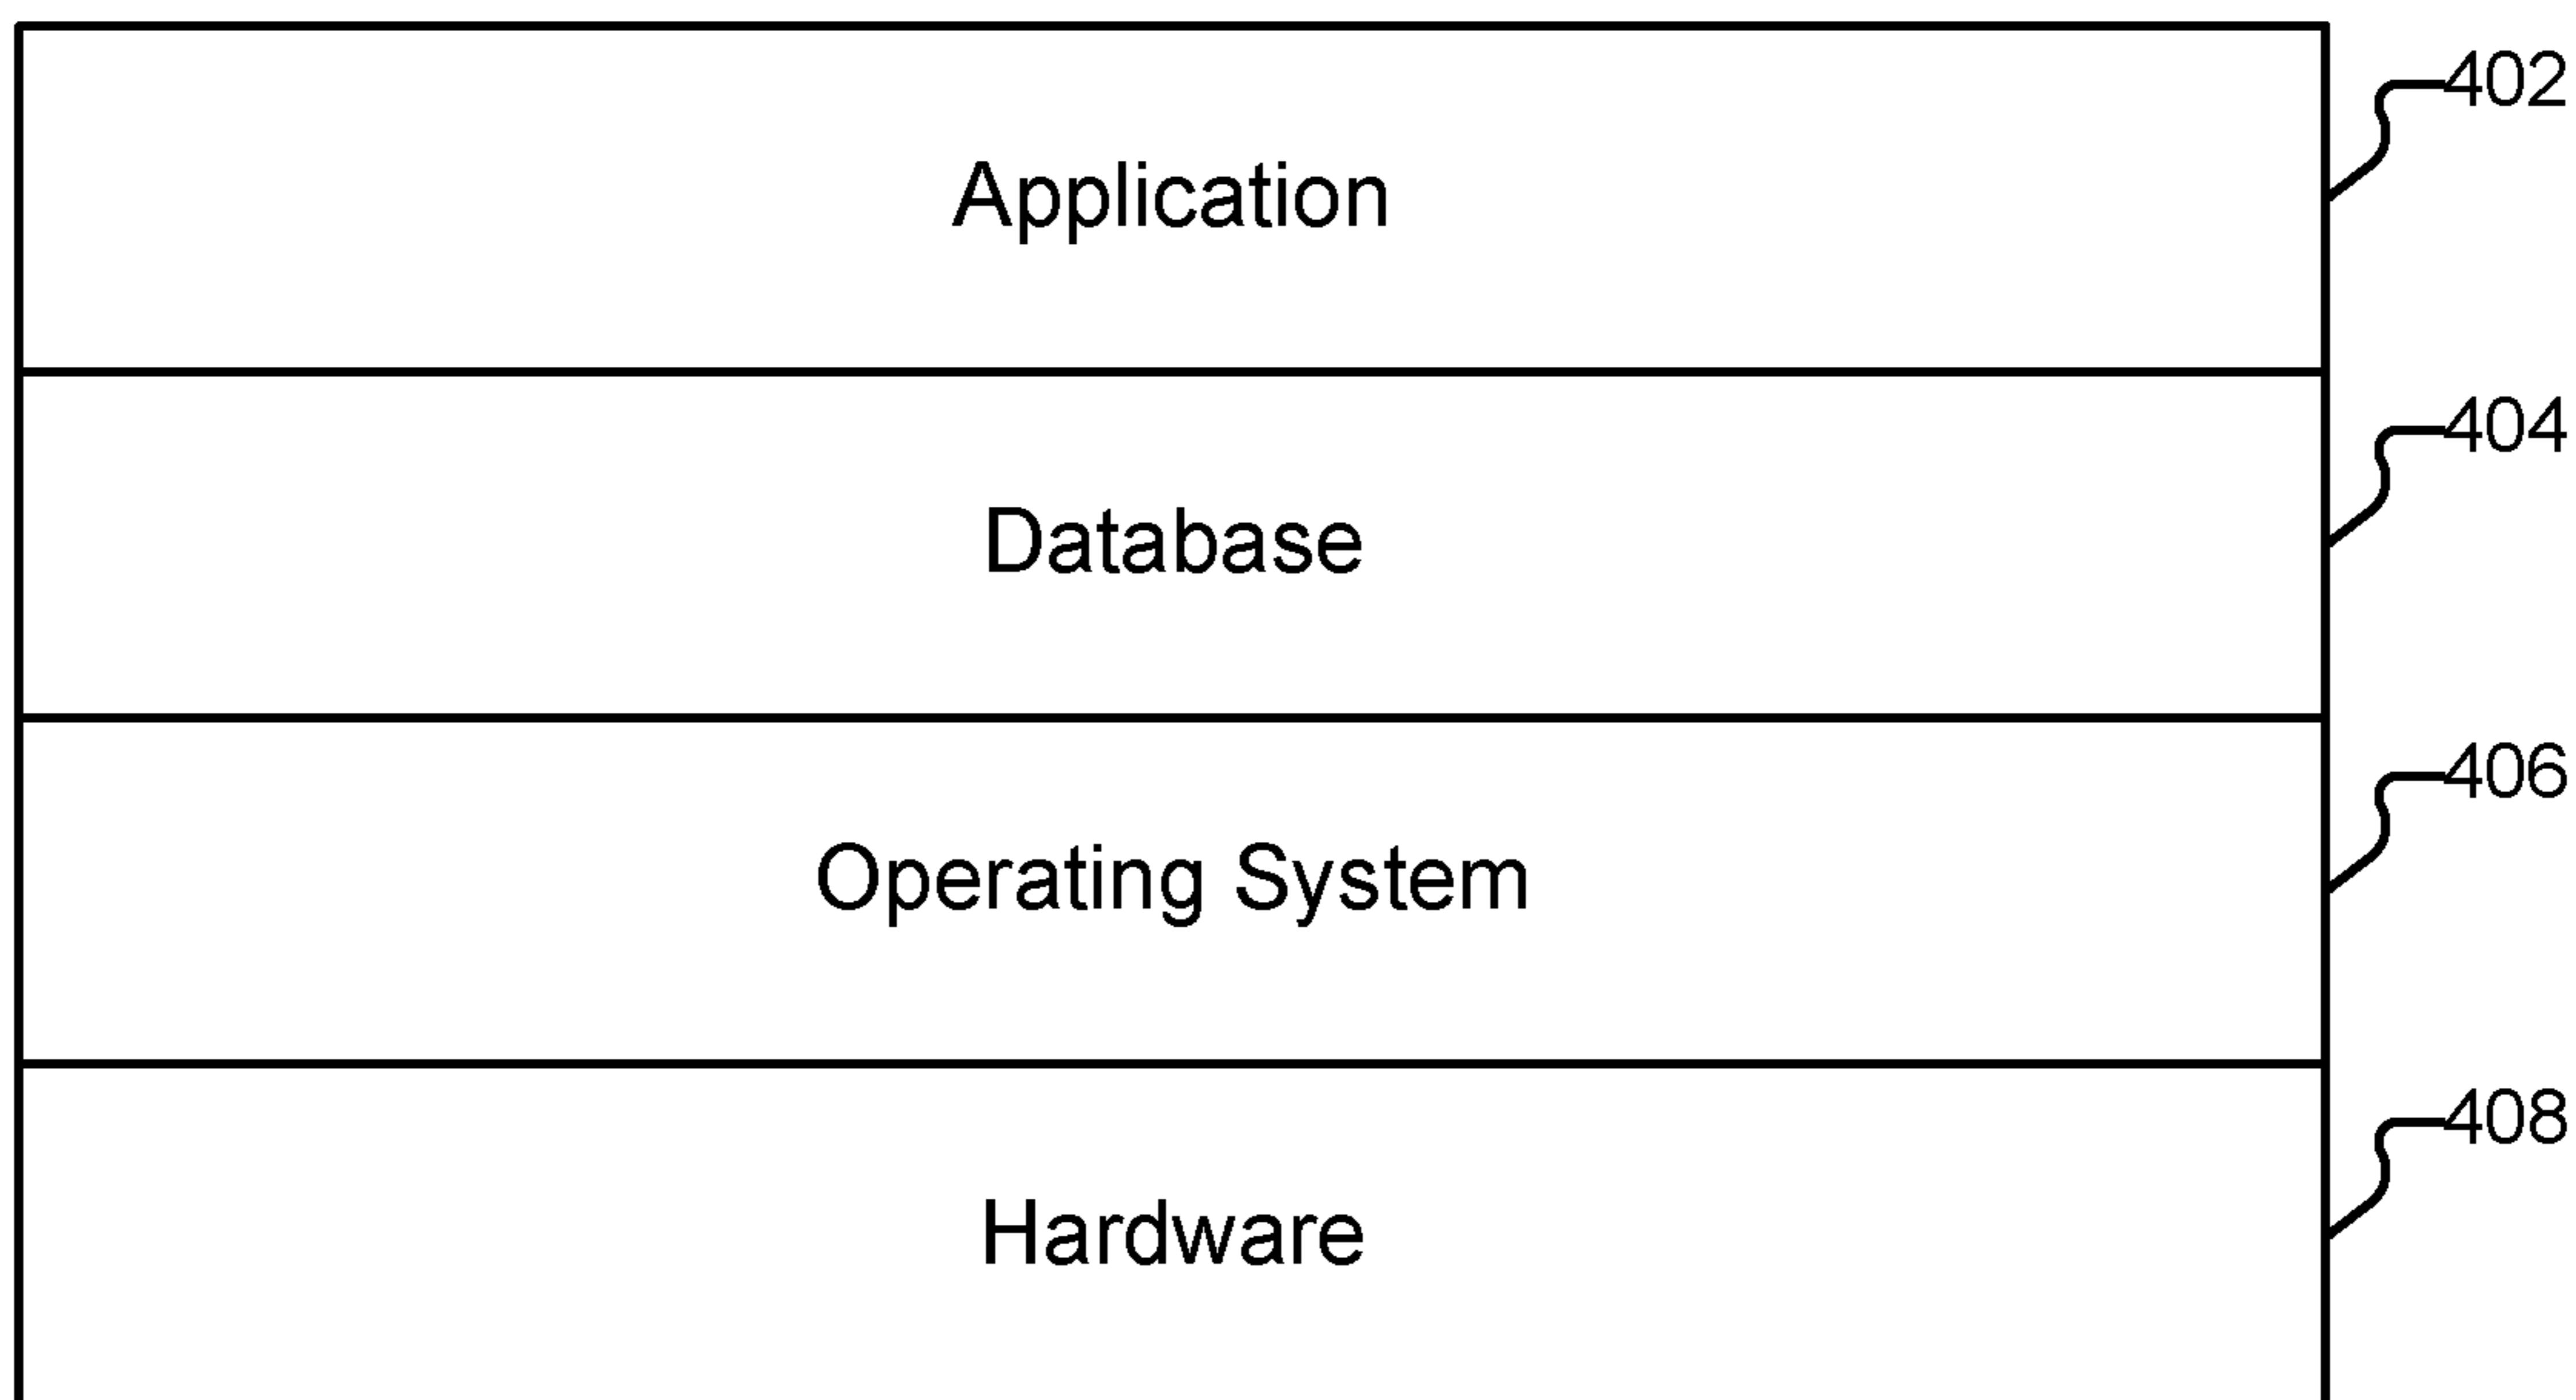 402
Application
404
Database
406
Operating System
408
Hardware